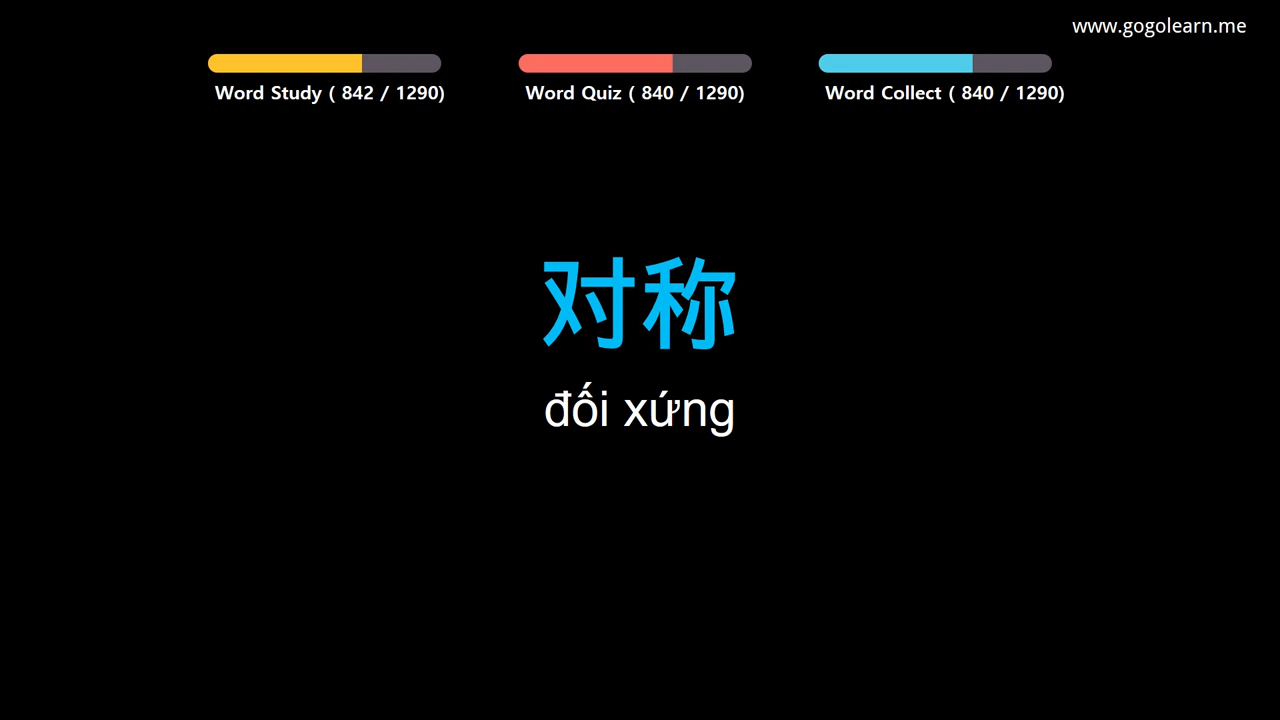 www.gogolearn.me
Word Study ( 842 / 1290) Word Quiz ( 840 / 1290) Word Collect ( 840 / 1290)
对称
đối xứng